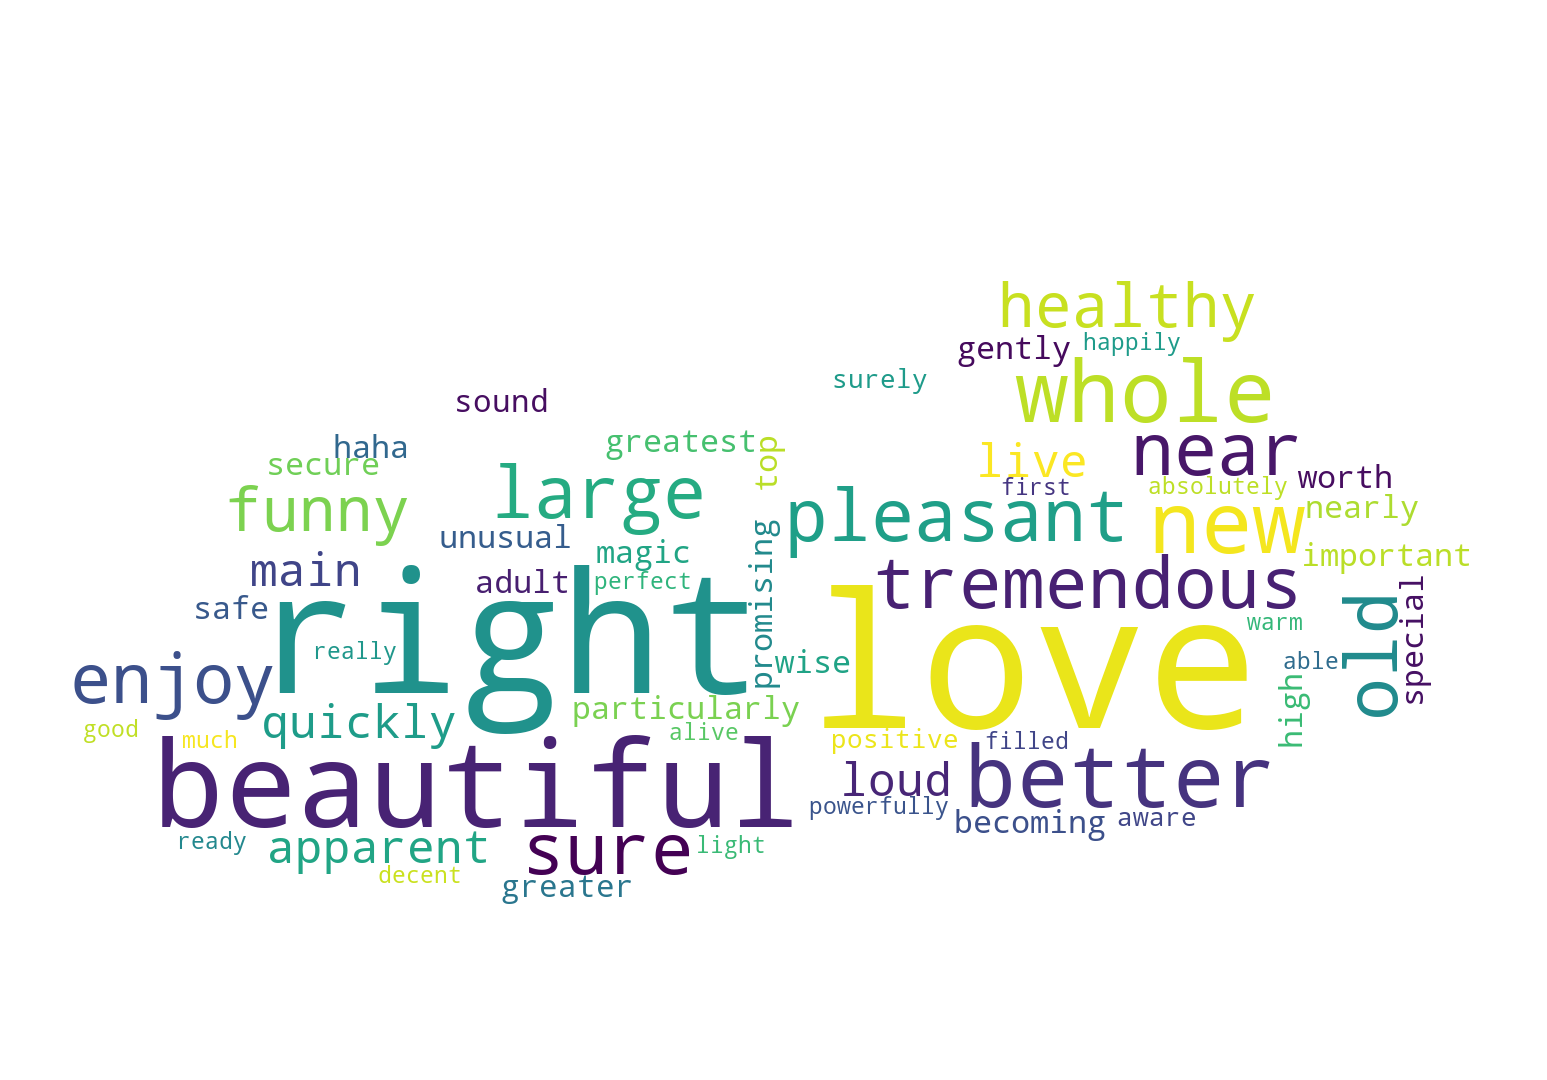 healthy
gently
happily
surely
whole
sound
greatest
top
haha
secure
near
live
worth
first
absolutely
large
funny
pleasant
new
nearly
unusual
magic
promising
important
main
adult
perfect
tremendous
special
old
safe
right
love
warm
really
wise
able
high
enjoy
quickly
particularly
good
much
alive
positive
filled
beautiful
loud
better
powerfully
becoming
aware
ready
apparent
sure
light
decent
greater